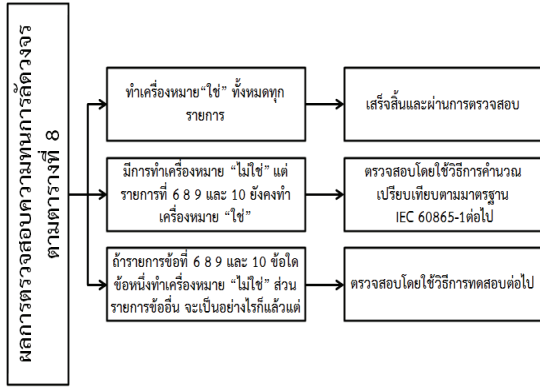 ผลการตรวจสอบความทนการลัดวงจร
ตามตารางที่ 8
ทำเครื่องหมาย“ใช่” ทั้งหมดทุก
รายการ
เสร็จสิ้นและผ่านการตรวจสอบ
มีการทำเครื่องหมาย “ไม่ใช่” แต่
รายการที่ 6 8 9 และ 10 ยังคงทำ
เครื่องหมาย “ใช่”
ตรวจสอบโดยใช้วิธีการคำนวณ
เปรียบเทียบตามมาตรฐาน
IEC 60865-1ต่อไป
ถ้ารายการข้อที่ 6 8 9 และ 10 ข้อใด
ข้อหนึ่งทำเครื่องหมาย “ไม่ใช่” ส่วน
รายการข้ออื่น จะเป็นอย่างไรก็แล้วแต่
ตรวจสอบโดยใช้วิธีการทดสอบต่อไป